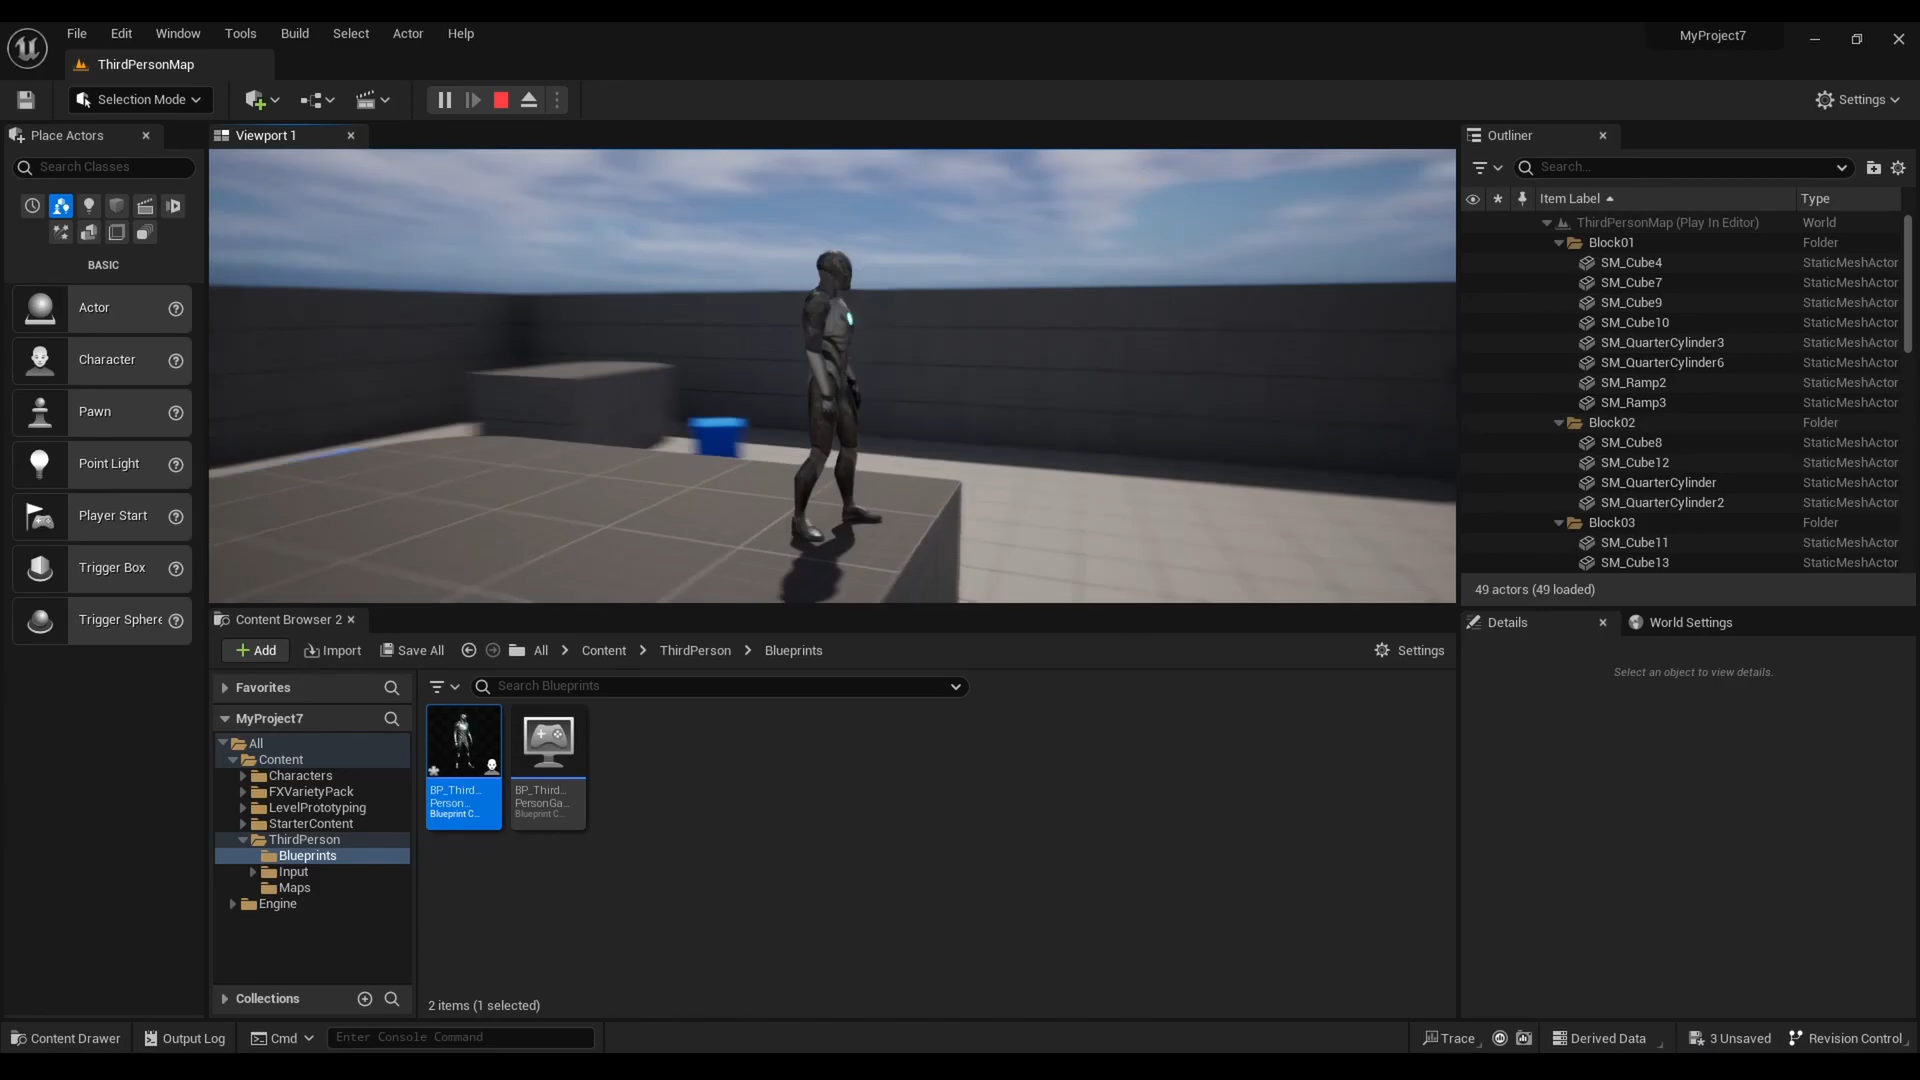 File Edit Window Tools Build Select Actor Help
MyProject7
ThirdPersonMap
Selection Mode
Settings
Place Actors
Search Classes
BASIC
Actor
Character
Pawn
Point Light
Player Start
Trigger Box
Trigger Sphere
Viewport 1
Outliner
Search...
Item Label Type
ThirdPersonMap (Play In Editor) World
Block01 Folder
SM_Cube4 StaticMeshActor
SM_Cube7 StaticMeshActor
SM_Cube9 StaticMeshActor
SM_Cube10 StaticMeshActor
SM_QuarterCylinder3 StaticMeshActor
SM_QuarterCylinder6 StaticMeshActor
SM_Ramp2 StaticMeshActor
SM_Ramp3 StaticMeshActor
Block02 Folder
SM_Cube8 StaticMeshActor
SM_Cube12 StaticMeshActor
SM_QuarterCylinder StaticMeshActor
SM_QuarterCylinder2 StaticMeshActor
Block03 Folder
SM_Cube11 StaticMeshActor
SM_Cube13 StaticMeshActor
49 actors (49 loaded)
Details World Settings
Select an object to view details.
Content Browser 2
Add Import Save All All Content ThirdPerson Blueprints Settings
Favorites
MyProject7
All
Content
Characters
FXVarietyPack
LevelPrototyping
StarterContent
ThirdPerson
Blueprints
Input
Maps
Engine
Collections
Search Blueprints
BP_Third...
Person...
Blueprint C...
BP_Third...
PersonGa...
Blueprint C...
2 items (1 selected)
Content Drawer Output Log Cmd Enter Console Command Trace Derived Data 3 Unsaved Revision Control